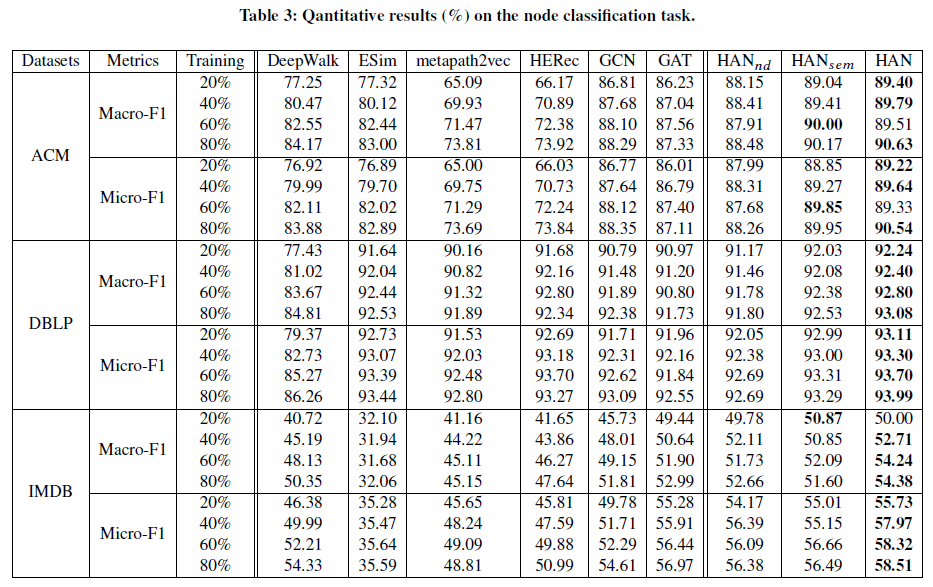 Table 3: Qantitative results (%) on the node classification task.
Datasets Metrics Training DeepWalk ESim metapath2vec HERec GCN GAT HAN_nd HAN_sem HAN
ACM
Macro-F1
20% 77.25 77.32 65.09 66.17 86.81 86.23 88.15 89.04 89.40
40% 80.47 80.12 69.93 70.89 87.68 87.04 88.41 89.41 89.79
60% 82.55 82.44 71.47 72.38 88.10 87.56 87.91 90.00 89.51
80% 84.17 83.00 73.81 73.92 88.29 87.33 88.48 90.17 90.63
Micro-F1
20% 76.92 76.89 65.00 66.03 86.77 86.01 87.99 88.85 89.22
40% 79.99 79.70 69.75 70.73 87.64 86.79 88.31 89.27 89.64
60% 82.11 82.02 71.29 72.24 88.12 87.40 87.68 89.85 89.33
80% 83.88 82.89 73.69 73.84 88.35 87.11 88.26 89.95 90.54
DBLP
Macro-F1
20% 77.43 91.64 90.16 91.68 90.79 90.97 91.17 92.03 92.24
40% 81.02 92.04 90.82 92.16 91.48 91.20 91.46 92.08 92.40
60% 83.67 92.44 91.32 92.80 91.89 90.80 91.78 92.38 92.80
80% 84.81 92.53 91.89 92.34 92.38 91.73 91.80 92.53 93.08
Micro-F1
20% 79.37 92.73 91.53 92.69 91.71 91.96 92.05 92.99 93.11
40% 82.73 93.07 92.03 93.18 92.31 92.16 92.38 93.00 93.30
60% 85.27 93.39 92.48 93.70 92.62 91.84 92.69 93.31 93.70
80% 86.26 93.44 92.80 93.27 93.09 92.55 92.69 93.29 93.99
IMDB
Macro-F1
20% 40.72 32.10 41.16 41.65 45.73 49.44 49.78 50.87 50.00
40% 45.19 31.94 44.22 43.86 48.01 50.64 52.11 50.85 52.71
60% 48.13 31.68 45.11 46.27 49.15 51.90 51.73 52.09 54.24
80% 50.35 32.06 45.15 47.64 51.81 52.99 52.66 51.60 54.38
Micro-F1
20% 46.38 35.28 45.65 45.81 49.78 55.28 54.17 55.01 55.73
40% 49.99 35.47 48.24 47.59 51.71 55.91 56.39 55.15 57.97
60% 52.21 35.64 49.09 49.88 52.29 56.44 56.09 56.66 58.32
80% 54.33 35.59 48.81 50.99 54.61 56.97 56.38 56.49 58.51